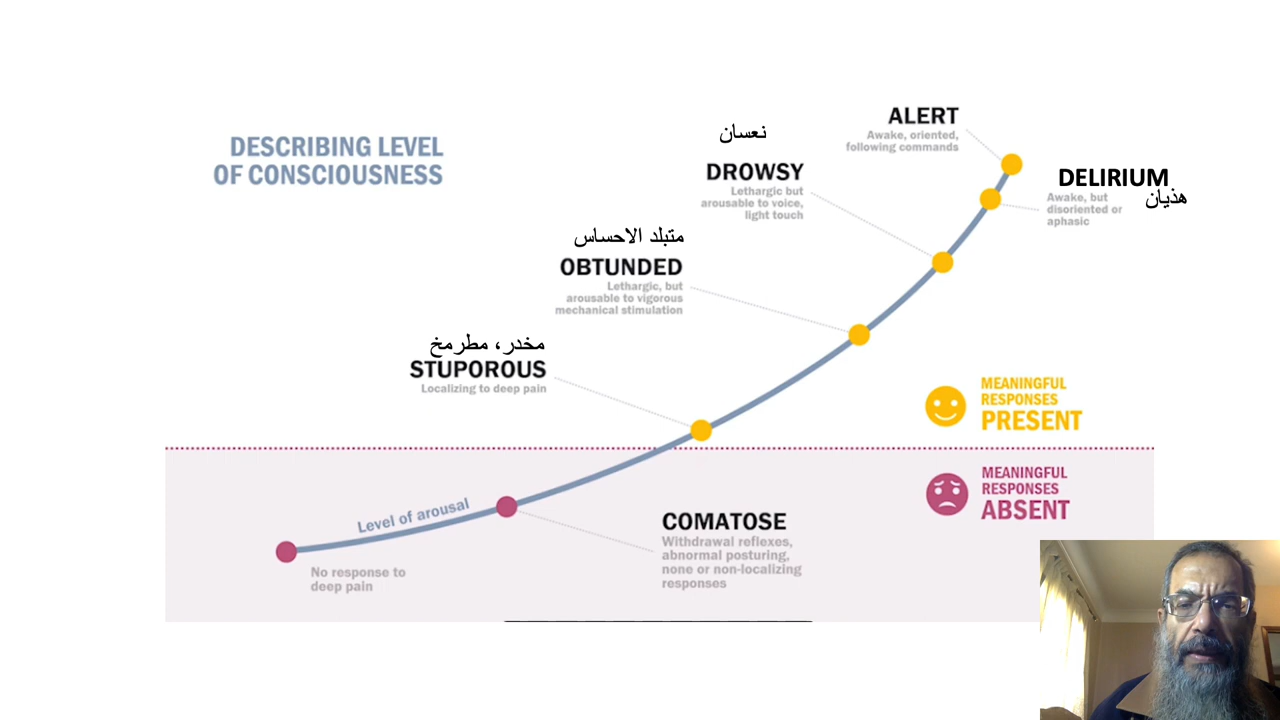 DESCRIBING LEVEL
OF CONSCIOUSNESS
ALERT
Awake, oriented,
following commands
DELIRIUM
هذيان
Awake, but
disoriented or
aphasic
نعسان
DROWSY
Lethargic but
arousable to voice,
light touch
متبلد الاحساس
OBTUNDED
Lethargic, but
arousable to vigorous
mechanical stimulation
مخدر، مطرمخ
STUPOROUS
Localizing to deep pain
MEANINGFUL
RESPONSES
PRESENT
MEANINGFUL
RESPONSES
ABSENT
Level of arousal
COMATOSE
Withdrawal reflexes,
abnormal posturing,
none or non-localizing
responses
No response to
deep pain